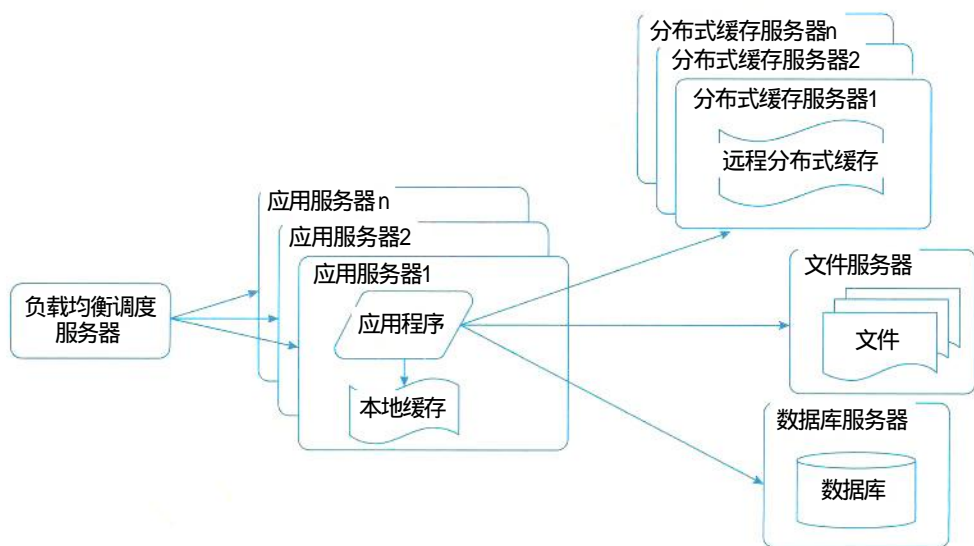 分布式缓存服务器n
分布式缓存服务器2
分布式缓存服务器1
远程分布式缓存
应用服务器n
应用服务器2
应用服务器1
负载均衡调度
服务器
应用程序
本地缓存
文件服务器
文件
数据库服务器
数据库